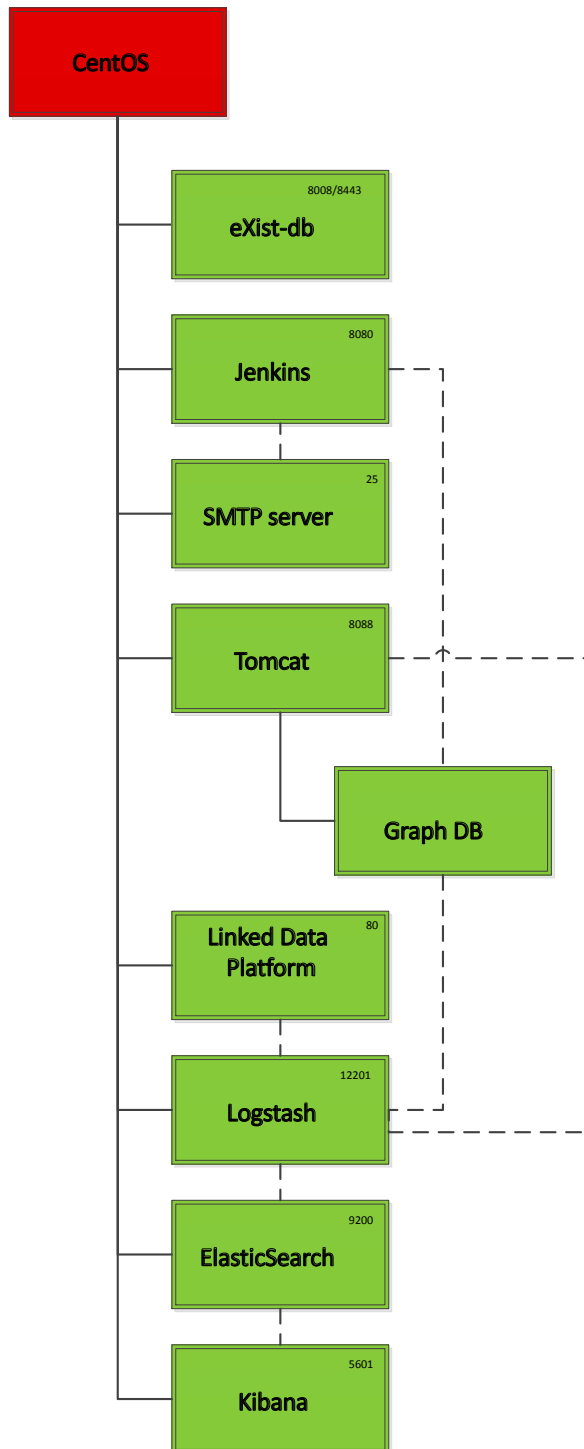 CentOS
8008/8443
eXist-db
8080
Jenkins
25
SMTP server
8088
Tomcat
Graph DB
80
Linked Data
Platform
12201
Logstash
9200
ElasticSearch
5601
Kibana